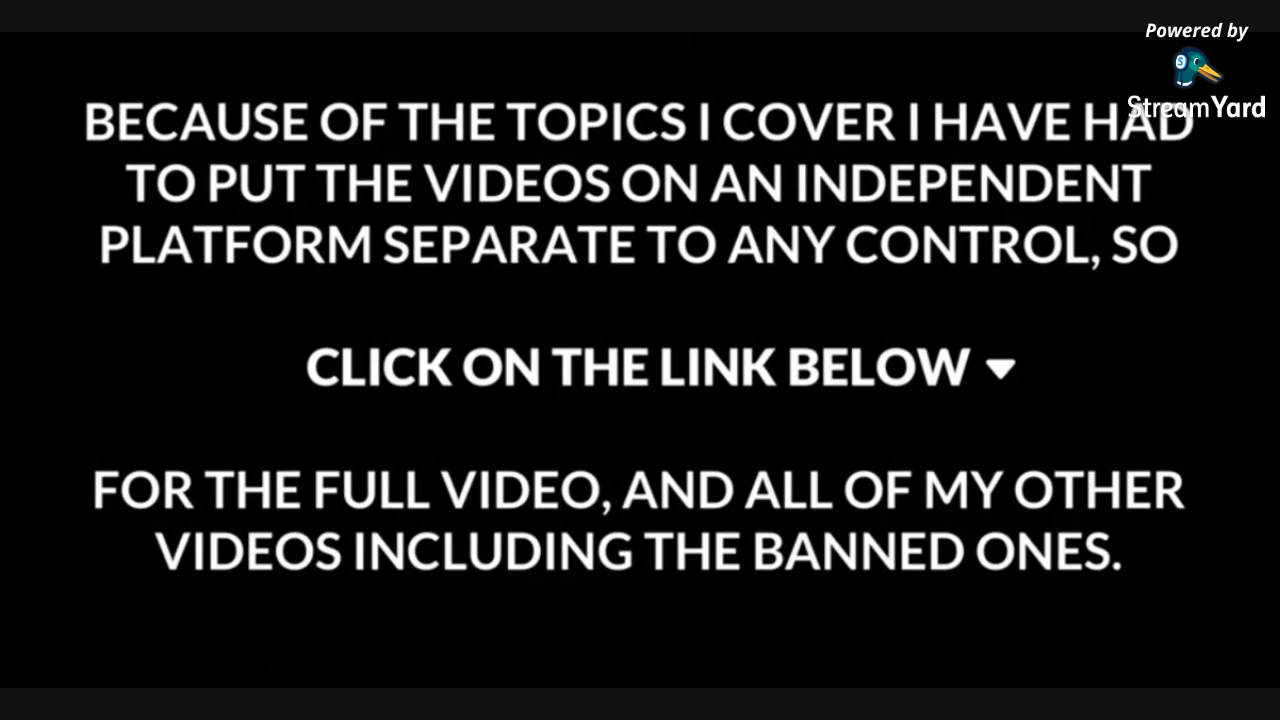 Powered by
StreamYard
BECAUSE OF THE TOPICS I COVER I HAVE HAD
TO PUT THE VIDEOS ON AN INDEPENDENT
PLATFORM SEPARATE TO ANY CONTROL, SO
CLICK ON THE LINK BELOW
FOR THE FULL VIDEO, AND ALL OF MY OTHER
VIDEOS INCLUDING THE BANNED ONES.